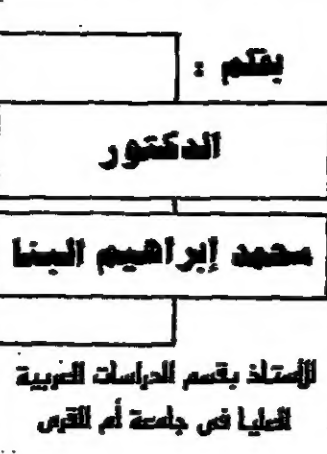 بقلم :
الدكتور
محمد إبراهيم البنا
الأستاذ بقسم الدراسات العربية
العليا فى جامعة أم القرى